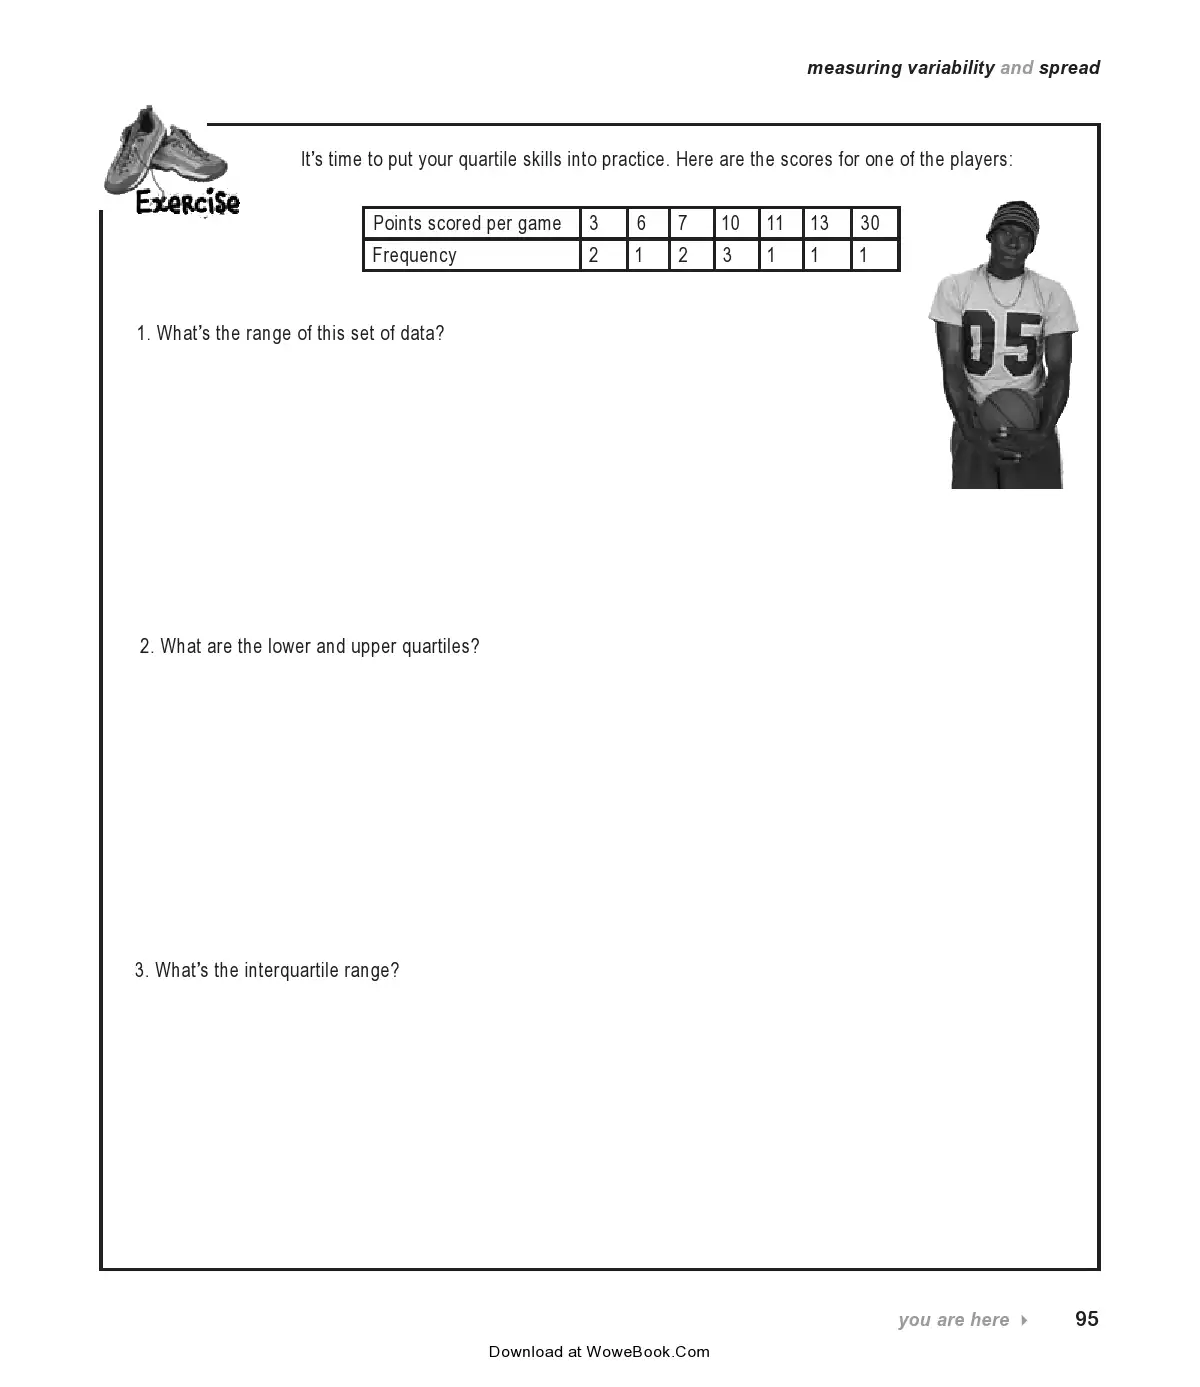 measuring variability and spread
Exercise
It's time to put your quartile skills into practice. Here are the scores for one of the players:
Points scored per game 3 6 7 10 11 13 30
Frequency 2 1 2 3 1 1 1
05
1. What's the range of this set of data?
2. What are the lower and upper quartiles?
3. What's the interquartile range?
you are here 95
Download at WoweBook.Com